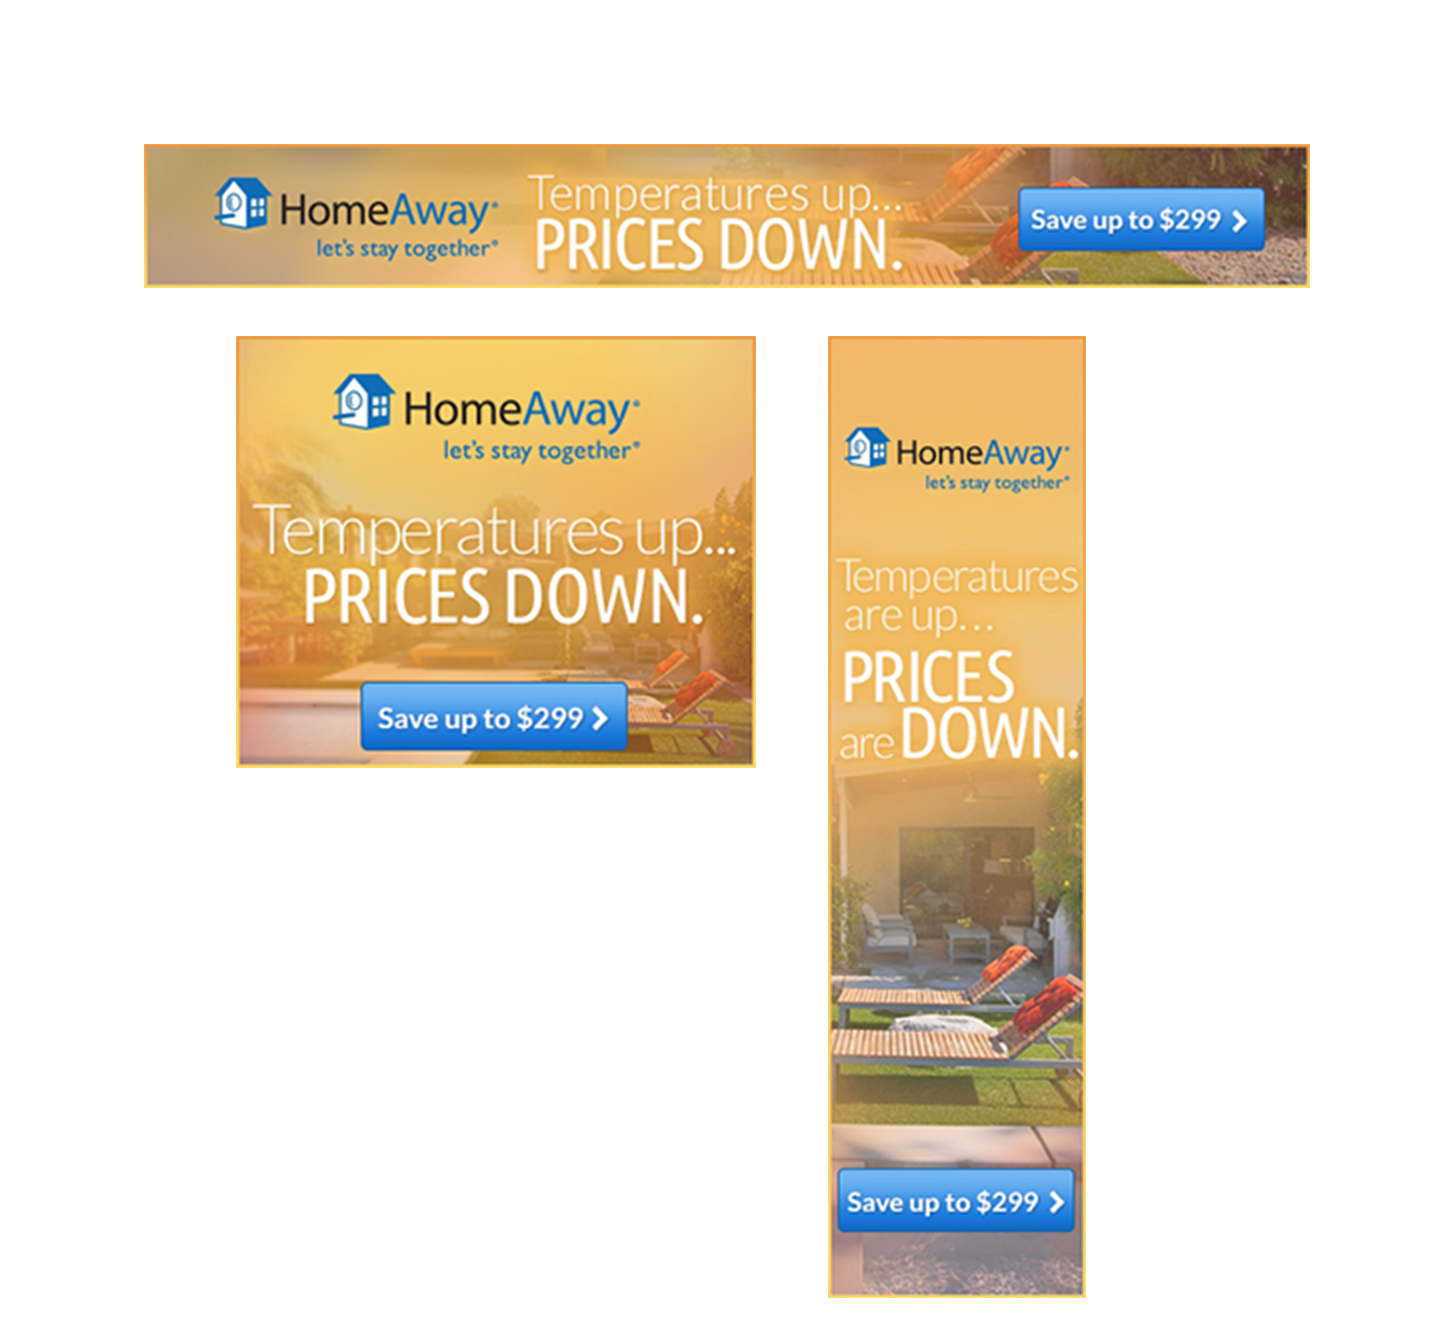 HomeAway®
let's stay together®
Temperatures up...
PRICES DOWN.
Save up to $299
HomeAway®
let's stay together®
Temperatures up...
PRICES DOWN.
Save up to $299
HomeAway®
let's stay together®
Temperatures
are up...
PRICES
are DOWN.
Save up to $299